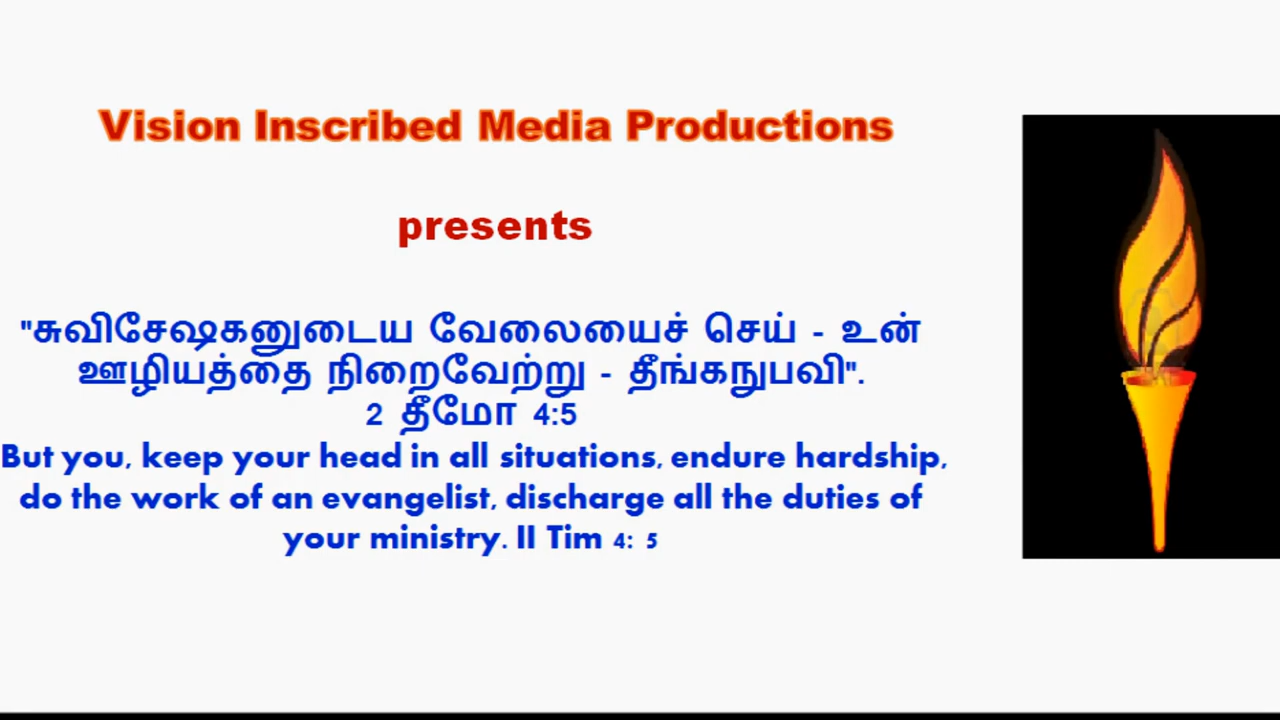 Vision Inscribed Media Productions
presents
"சுவிசேஷகனுடைய வேலையைச் செய் - உன்
ஊழியத்தை நிறைவேற்று - தீங்கநுபவி".
2 தீமோ 4:5
But you, keep your head in all situations, endure hardship,
do the work of an evangelist, discharge all the duties of
your ministry. II Tim 4: 5